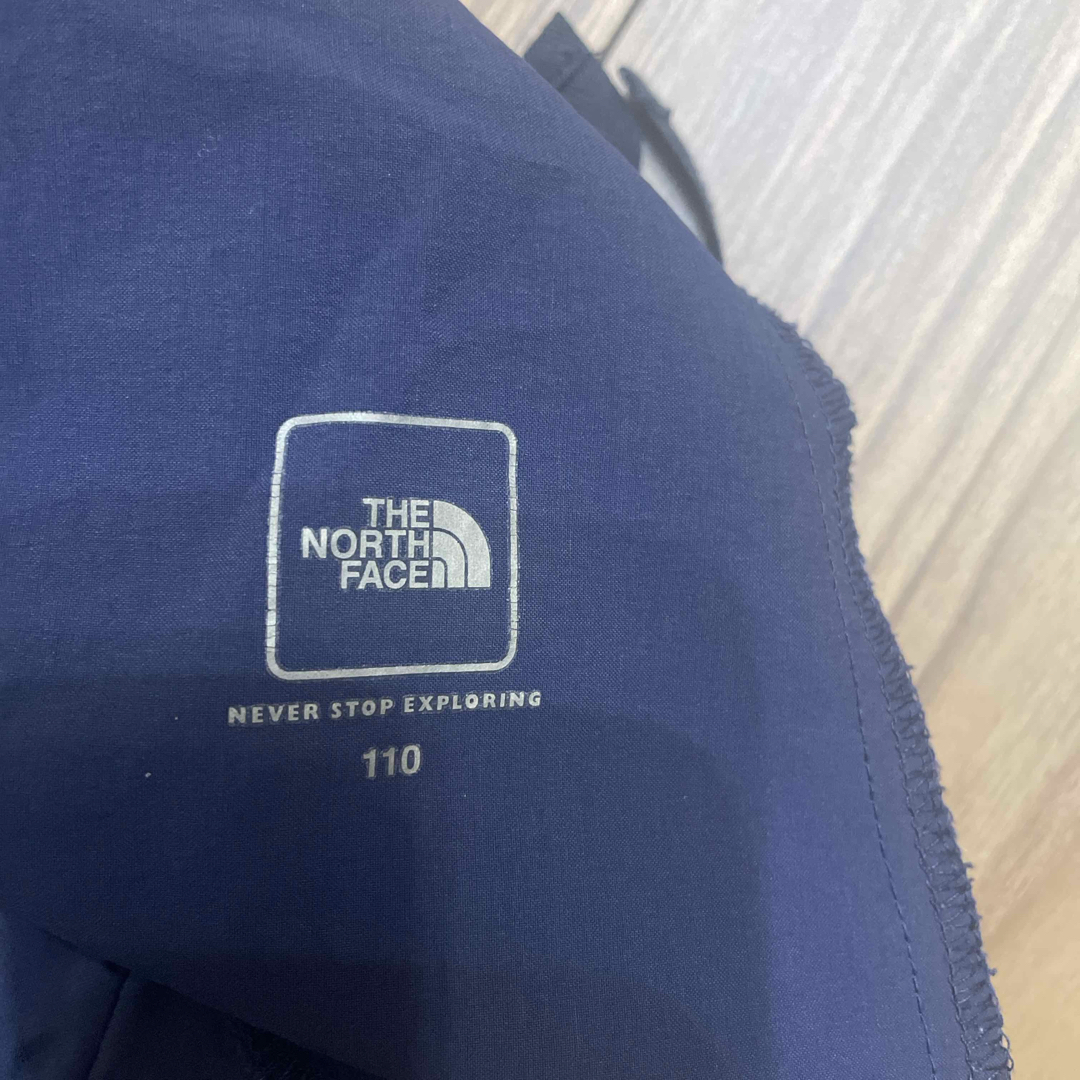 THE
NORTH
FACE
NEVER STOP EXPLORING
110